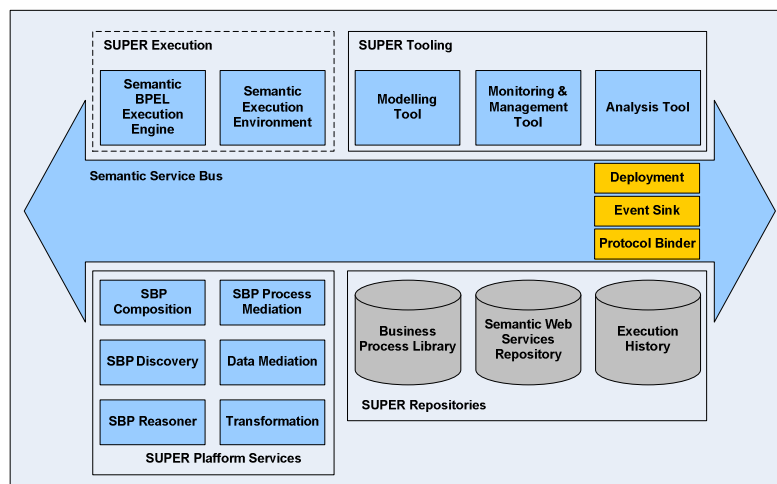 SUPER Execution
Semantic
BPEL
Execution
Engine
Semantic
Execution
Environment
SUPER Tooling
Modelling
Tool
Monitoring &
Management
Tool
Analysis Tool
Semantic Service Bus
Deployment
Event Sink
Protocol Binder
SBP
Composition
SBP Process
Mediation
SBP Discovery
Data Mediation
SBP Reasoner
Transformation
SUPER Platform Services
Business
Process Library
Semantic Web
Services
Repository
Execution
History
SUPER Repositories